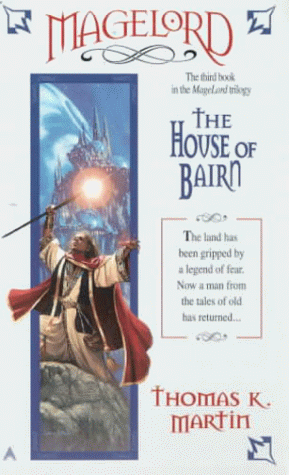 MAGELORD
The third book
in the MageLord trilogy
THE
HOUSE OF
BAIRN
The land has
been gripped by
a legend of fear.
Now a man from
the tales of old
has returned...
THOMAS K.
MARTIN